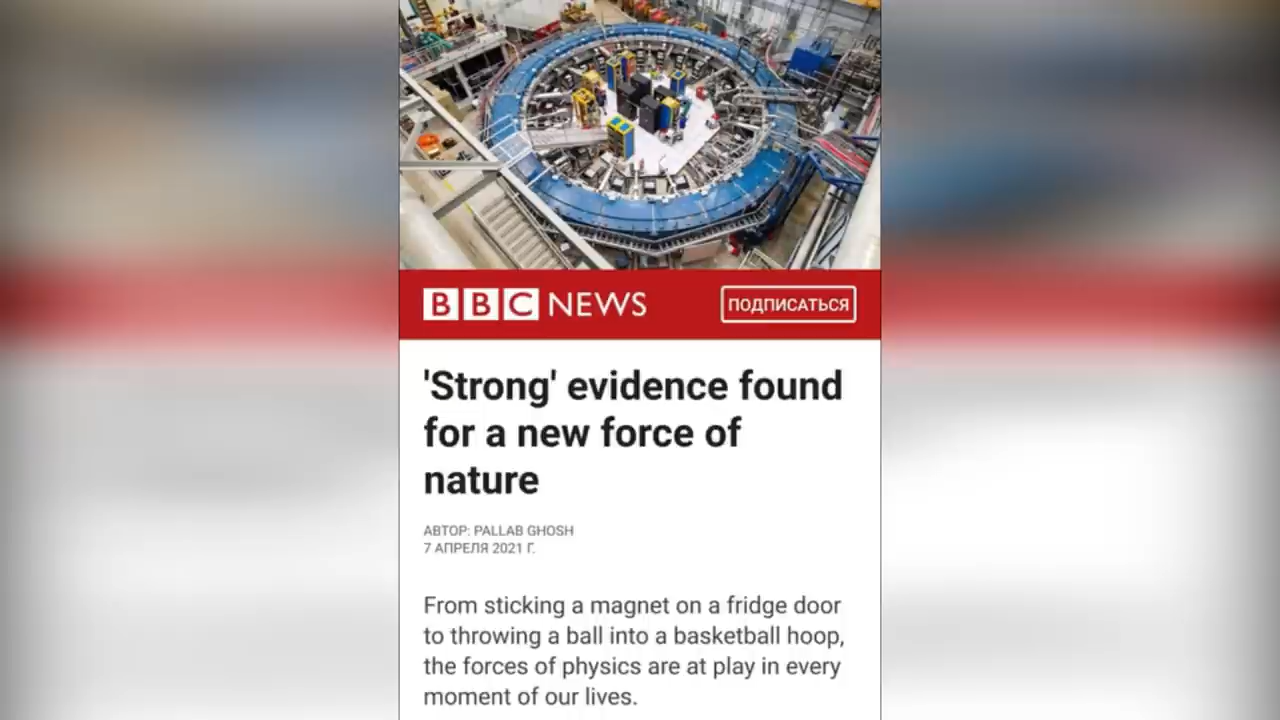 BBC NEWS
ПОДПИСАТЬСЯ
'Strong' evidence found
for a new force of
nature
АВТОР: PALLAB GHOSH
7 АПРЕЛЯ 2021 Г.
From sticking a magnet on a fridge door
to throwing a ball into a basketball hoop,
the forces of physics are at play in every
moment of our lives.